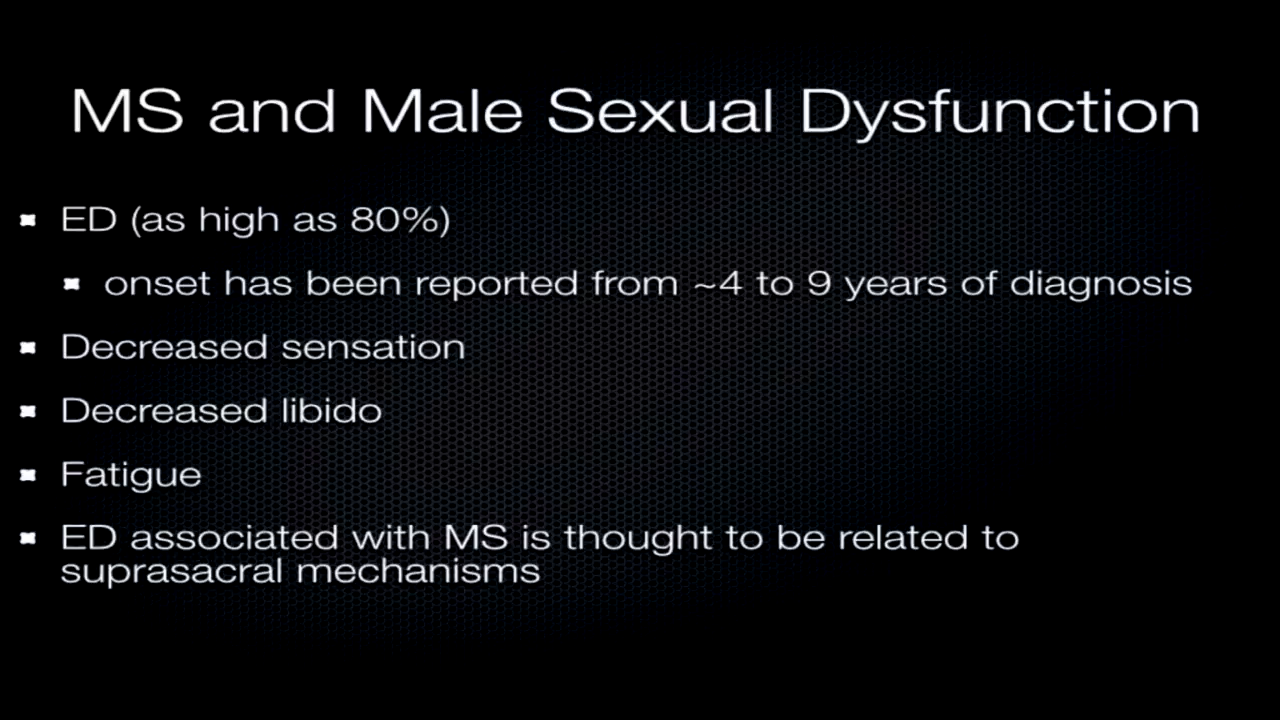 MS and Male Sexual Dysfunction
ED (as high as 80%)
onset has been reported from ~4 to 9 years of diagnosis
Decreased sensation
Decreased libido
Fatigue
ED associated with MS is thought to be related to
suprasacral mechanisms